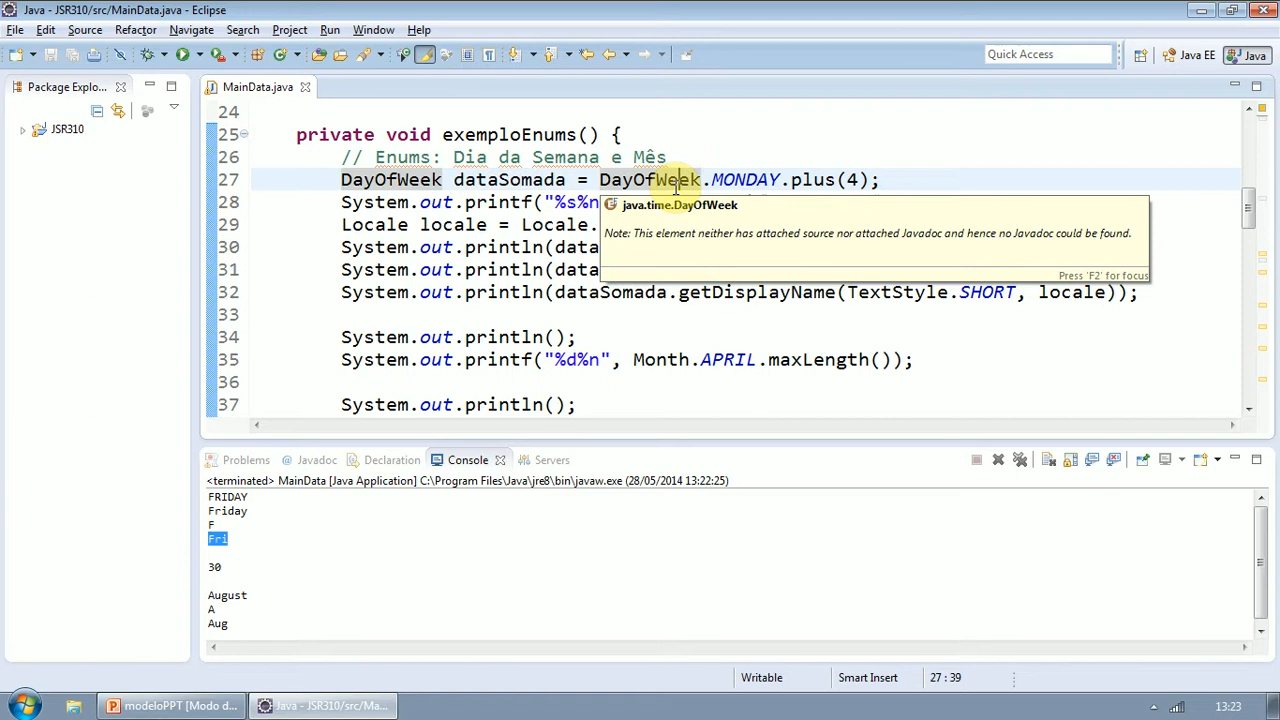 Java - JSR310/src/MainData.java - Eclipse
File Edit Source Refactor Navigate Search Project Run Window Help
Quick Access
Java EE
Java
Package Explo...
JSR310
MainData.java
24
25 private void exemploEnums() {
26 // Enums: Dia da Semana e Mês
27 DayOfWeek dataSomada = DayOfWeek.MONDAY.plus(4);
28 System.out.printf("%s%n
29 Locale locale = Locale.
30 System.out.println(data
31 System.out.println(data
32 System.out.println(dataSomada.getDisplayName(TextStyle.SHORT, locale));
33
34 System.out.println();
35 System.out.printf("%d%n", Month.APRIL.maxLength());
36
37 System.out.println();
java.time.DayOfWeek
Note: This element neither has attached source nor attached Javadoc and hence no Javadoc could be found.
Press 'F2' for focus
Problems Javadoc Declaration Console Servers
<terminated> MainData [Java Application] C:\Program Files\Java\jre8\bin\javaw.exe (28/05/2014 13:22:25)
FRIDAY
Friday
F
Fri
30
August
A
Aug
Writable Smart Insert 27 : 39
modeloPPT [Modo d...
Java - JSR310/src/Ma...
13:23